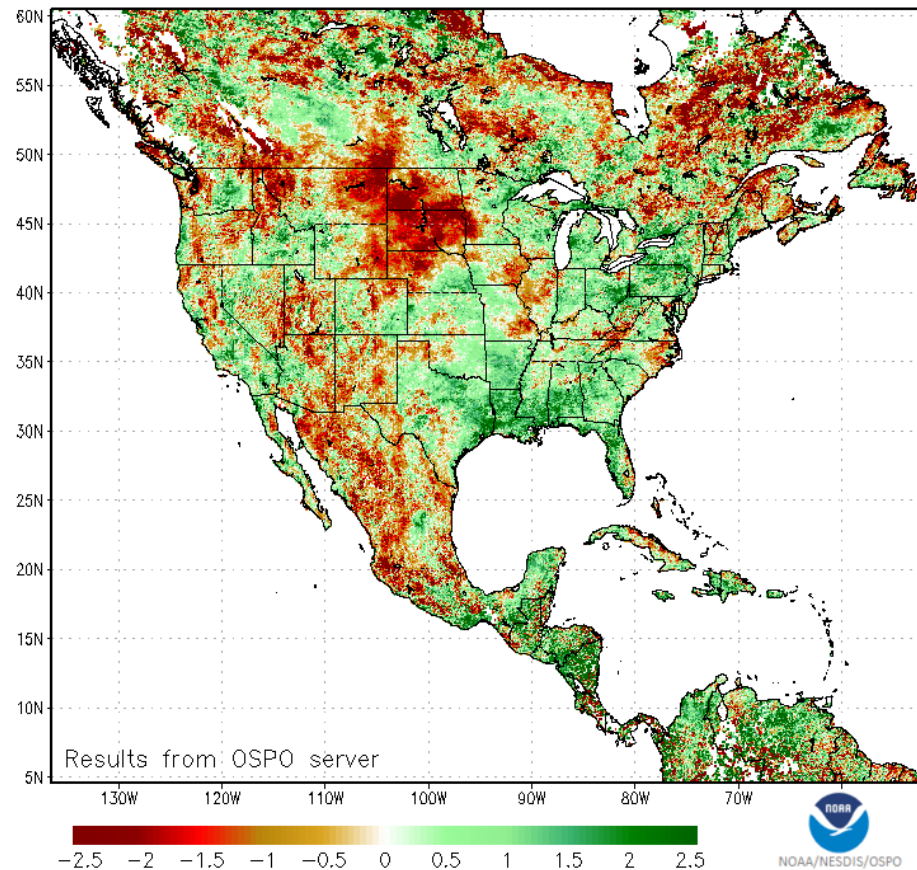 60N
55N
50N
45N
40N
35N
30N
25N
20N
15N
10N
5N
Results from OSPO server
130W 120W 110W 100W 90W 80W 70W
-2.5 -2 -1.5 -1 -0.5 0 0.5 1 1.5 2 2.5
NOAA
NOAA/NESDIS/OSPO